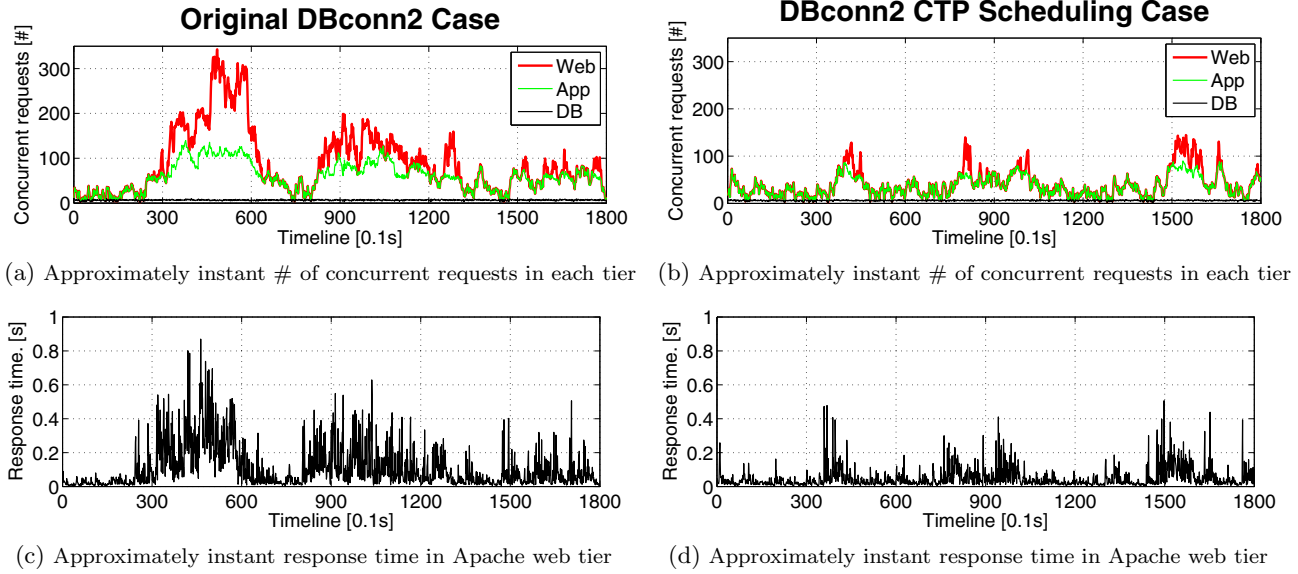 Original DBconn2 Case
Concurrent requests [#]
300
200
100
0
Web
App
DB
0 300 600 900 1200 1500 1800
Timeline [0.1s]
(a) Approximately instant # of concurrent requests in each tier
DBconn2 CTP Scheduling Case
Concurrent requests [#]
300
200
100
0
Web
App
DB
0 300 600 900 1200 1500 1800
Timeline [0.1s]
(b) Approximately instant # of concurrent requests in each tier
Response time. [s]
1
0.8
0.6
0.4
0.2
0
0 300 600 900 1200 1500 1800
Timeline [0.1s]
(c) Approximately instant response time in Apache web tier
Response time. [s]
1
0.8
0.6
0.4
0.2
0
0 300 600 900 1200 1500 1800
Timeline [0.1s]
(d) Approximately instant response time in Apache web tier